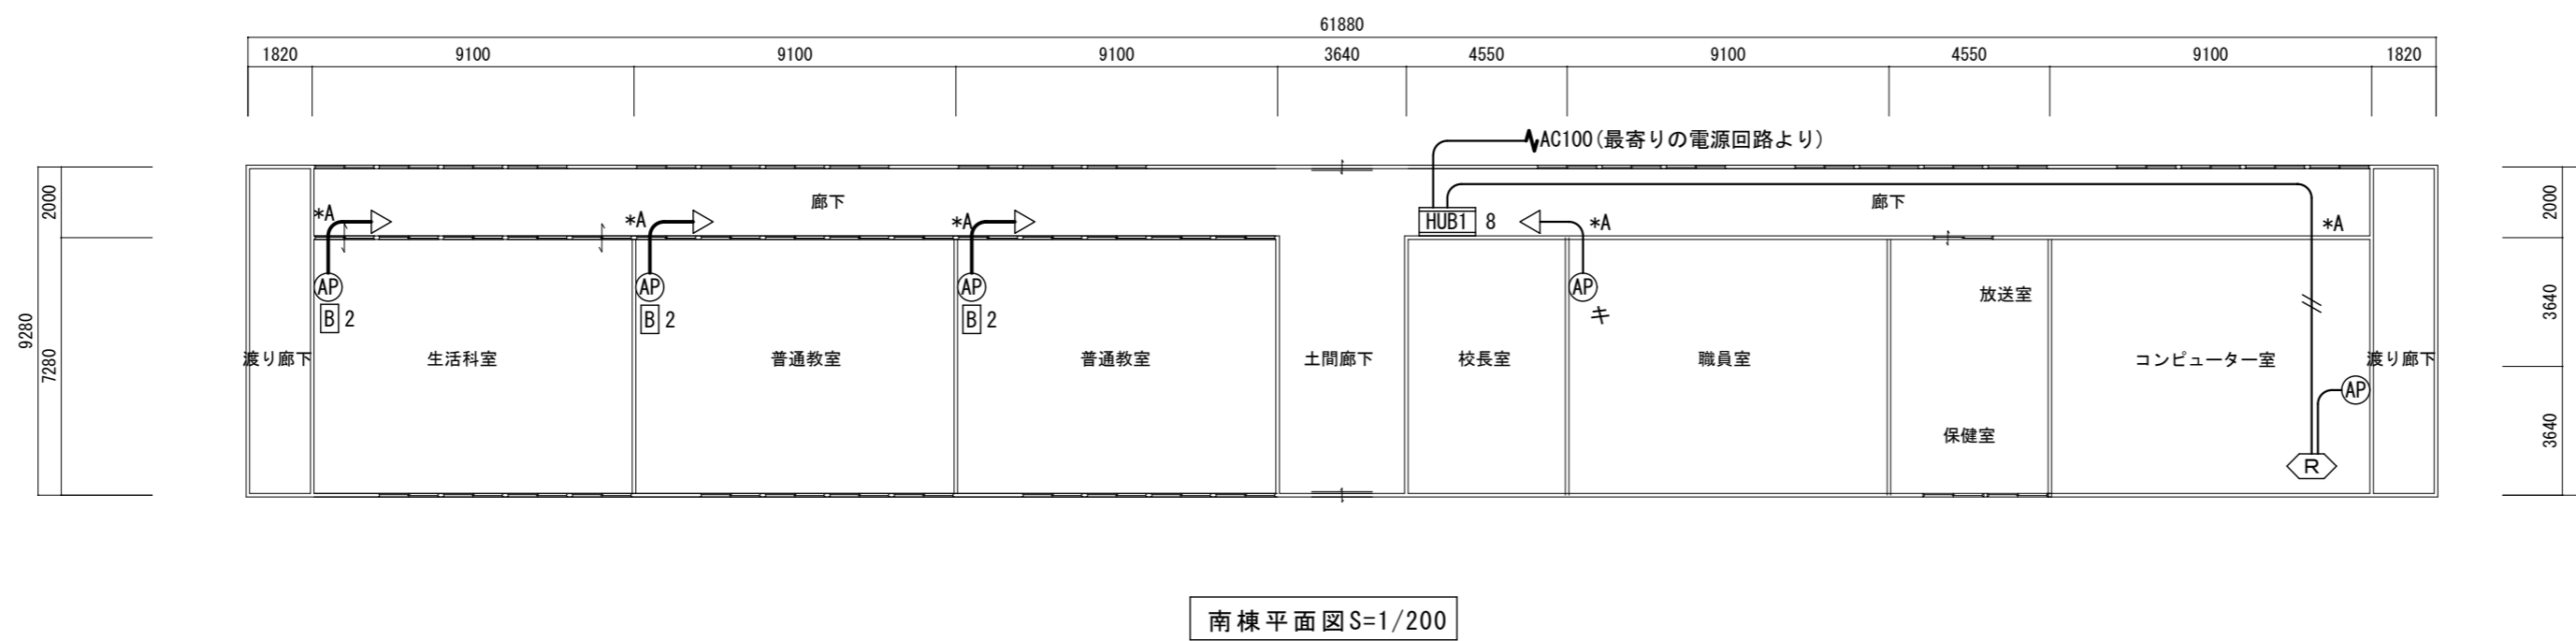 61880
1820 9100 9100 9100 3640 4550 9100 4550 9100 1820
AC100(最寄りの電源回路より)
2000
廊下
廊下
2000
*A
*A
*A
HUB1 8
*A
*A
AP
AP
AP
AP
B 2
B 2
B 2
キ
放送室
3640
9280
7280
渡り廊下
生活科室
普通教室
普通教室
土間廊下
校長室
職員室
コンピューター室
渡り廊下
AP
保健室
3640
R
南棟平面図S=1/200